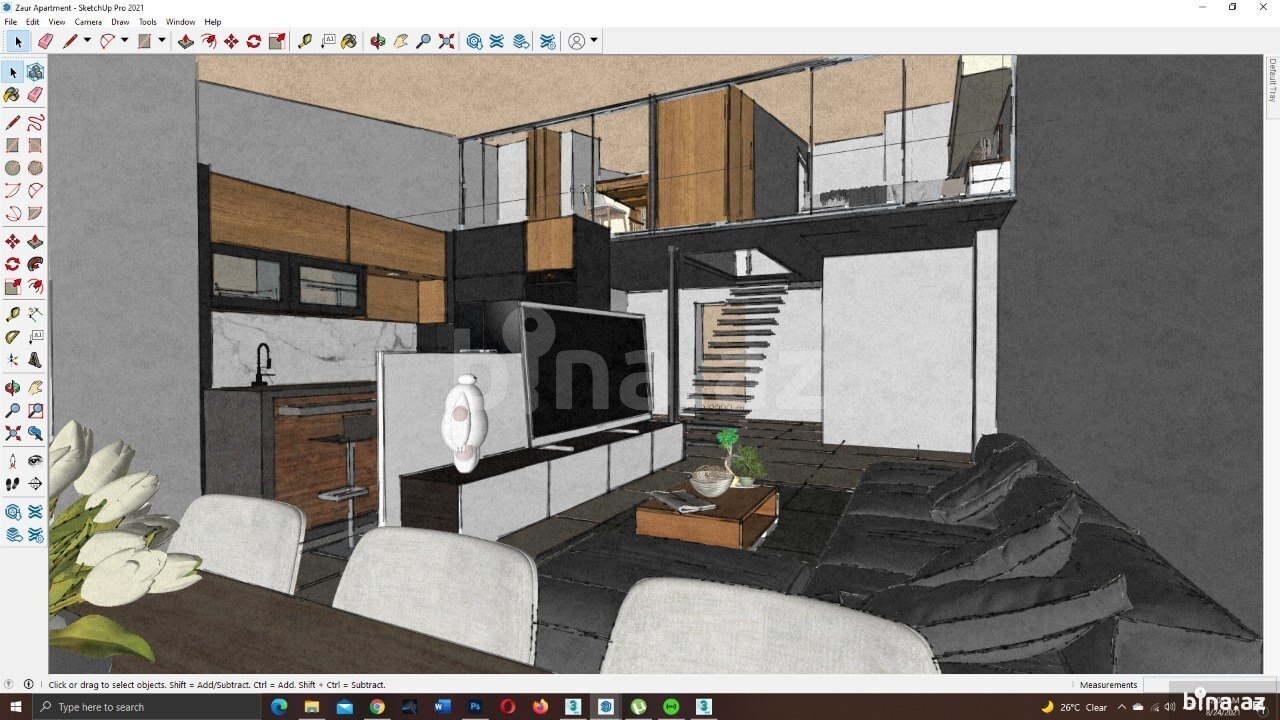 Zaur Apartment - SketchUp Pro 2021
File Edit View Camera Draw Tools Window Help
Default Tray
bina.az
Click or drag to select objects. Shift = Add/Subtract. Ctrl = Add. Shift + Ctrl = Subtract.
Measurements
Type here to search
26°C Clear
bina.az